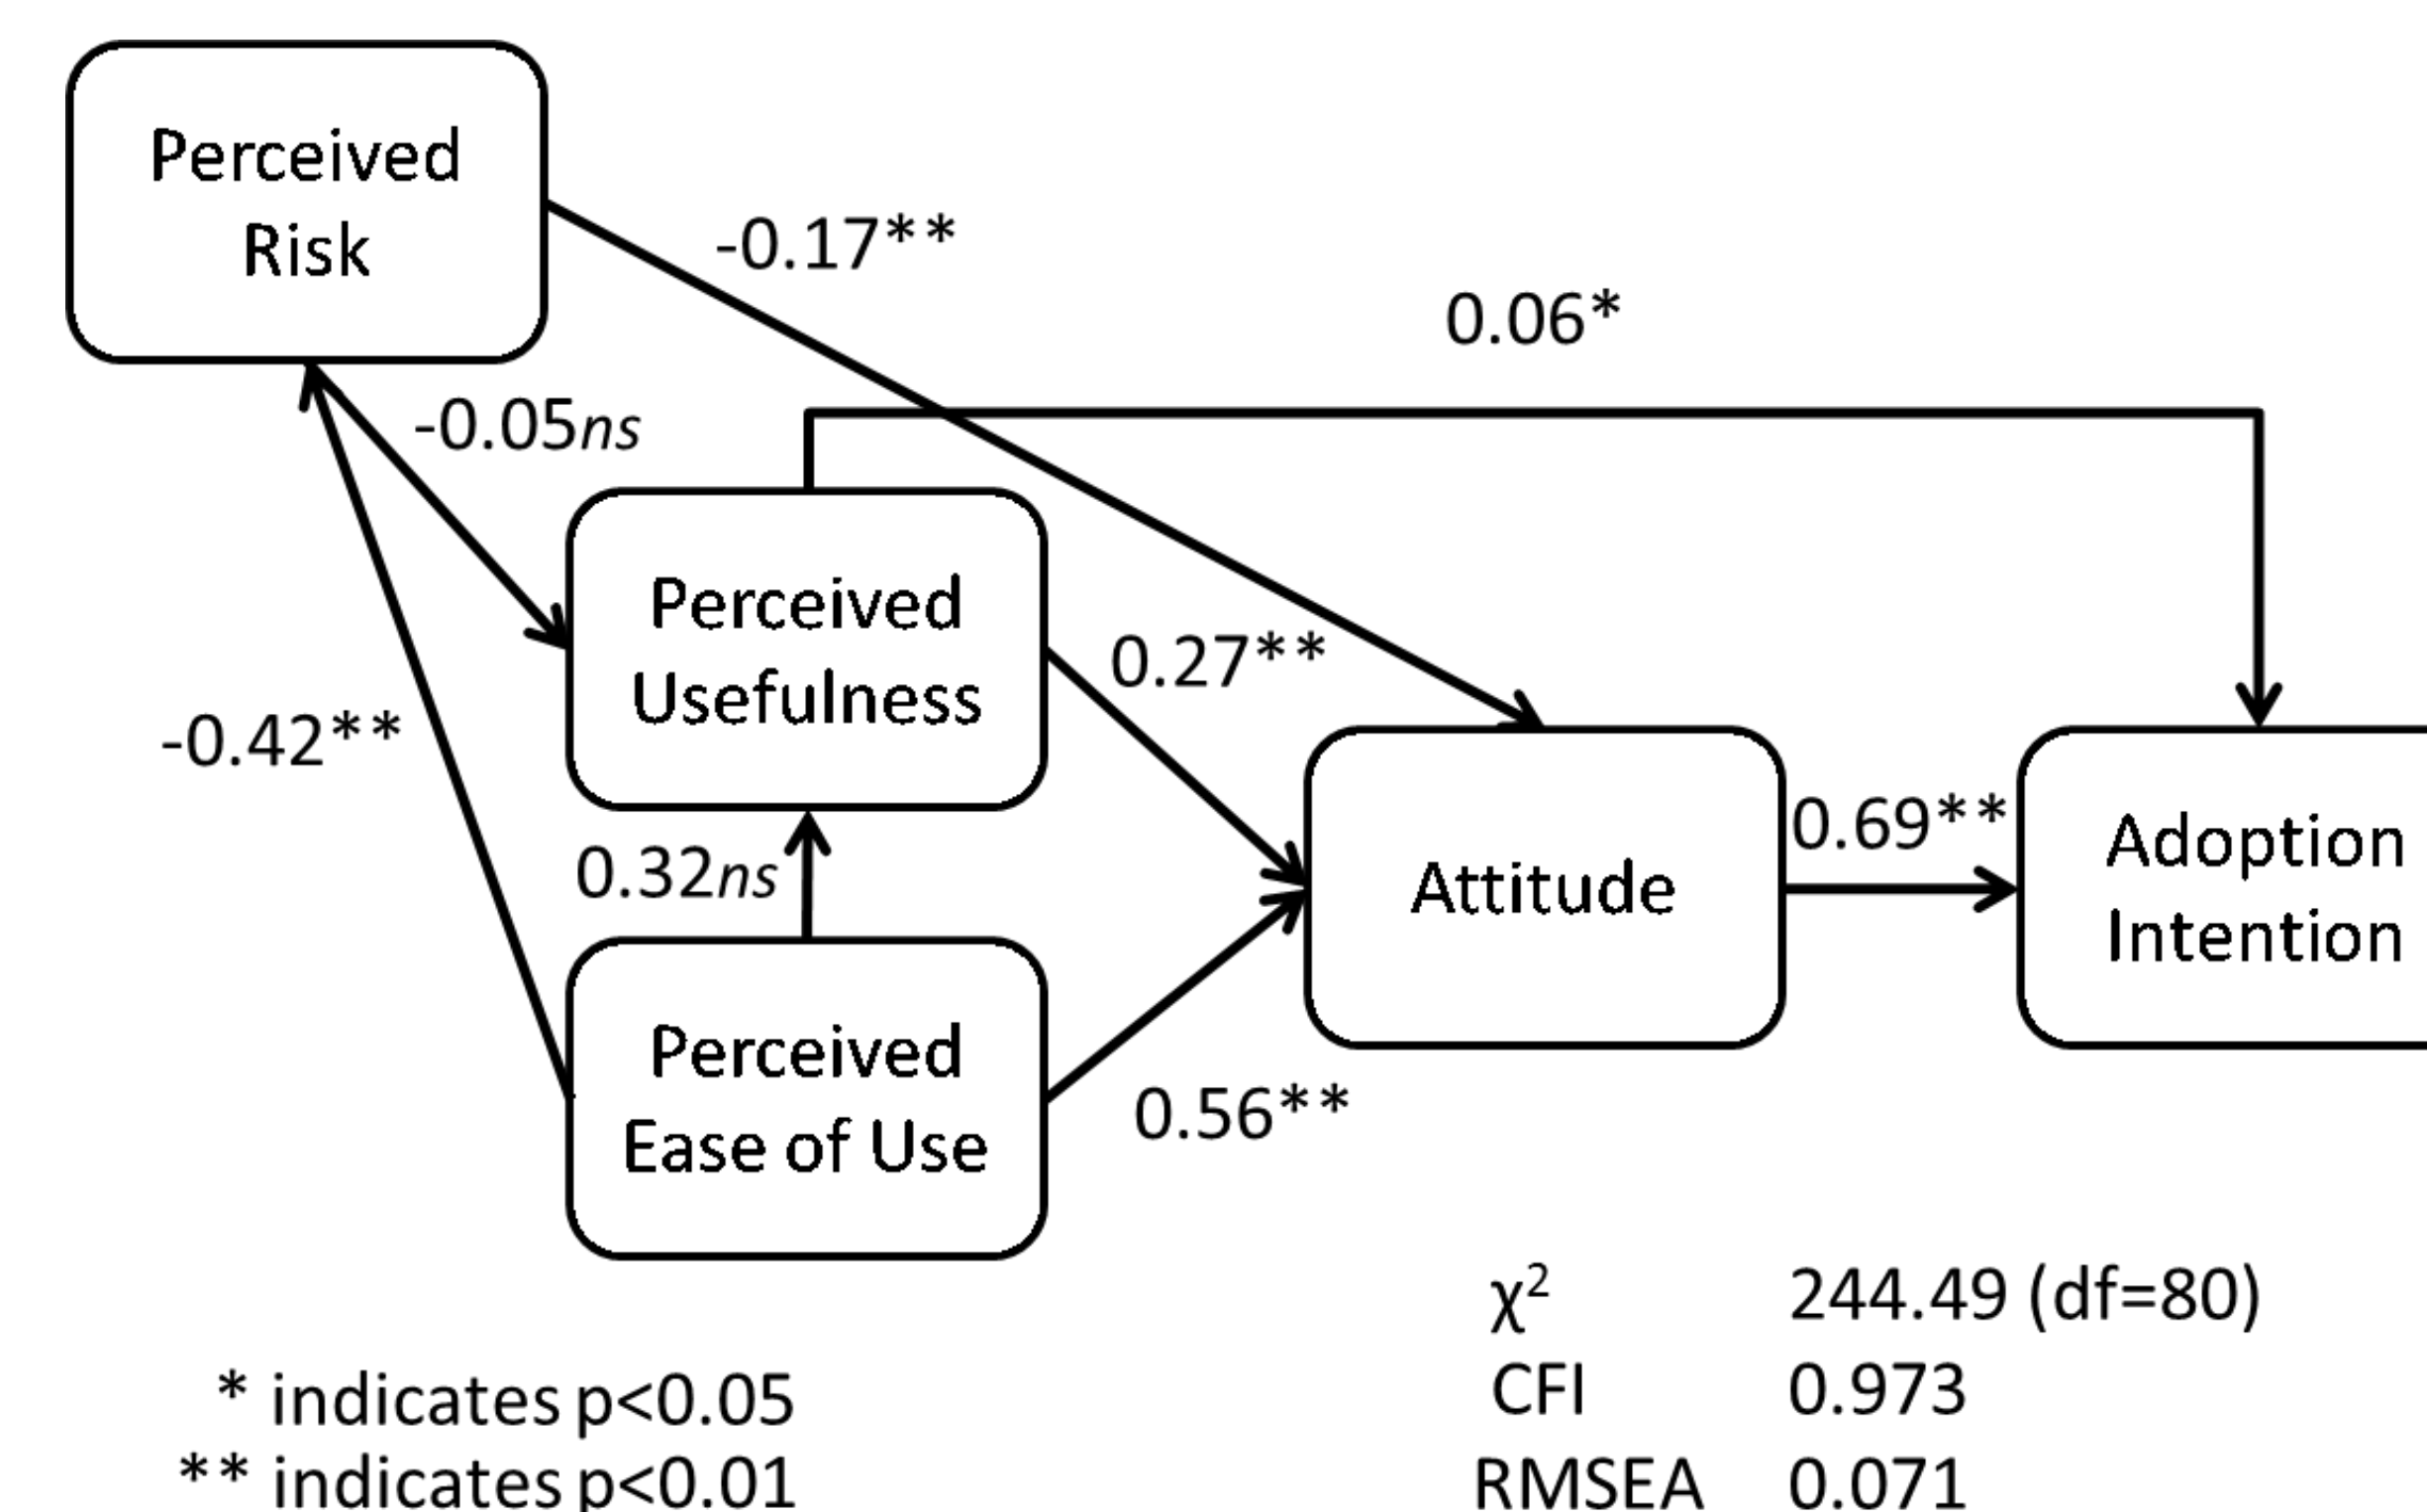 Perceived
Risk
-0.17**
0.06*
-0.05ns
Perceived
Usefulness
0.27**
-0.42**
0.32ns
Attitude
0.69**
Adoption
Intention
Perceived
Ease of Use
0.56**
χ² 244.49 (df=80)
* indicates p<0.05
CFI 0.973
** indicates p<0.01
RMSEA 0.071